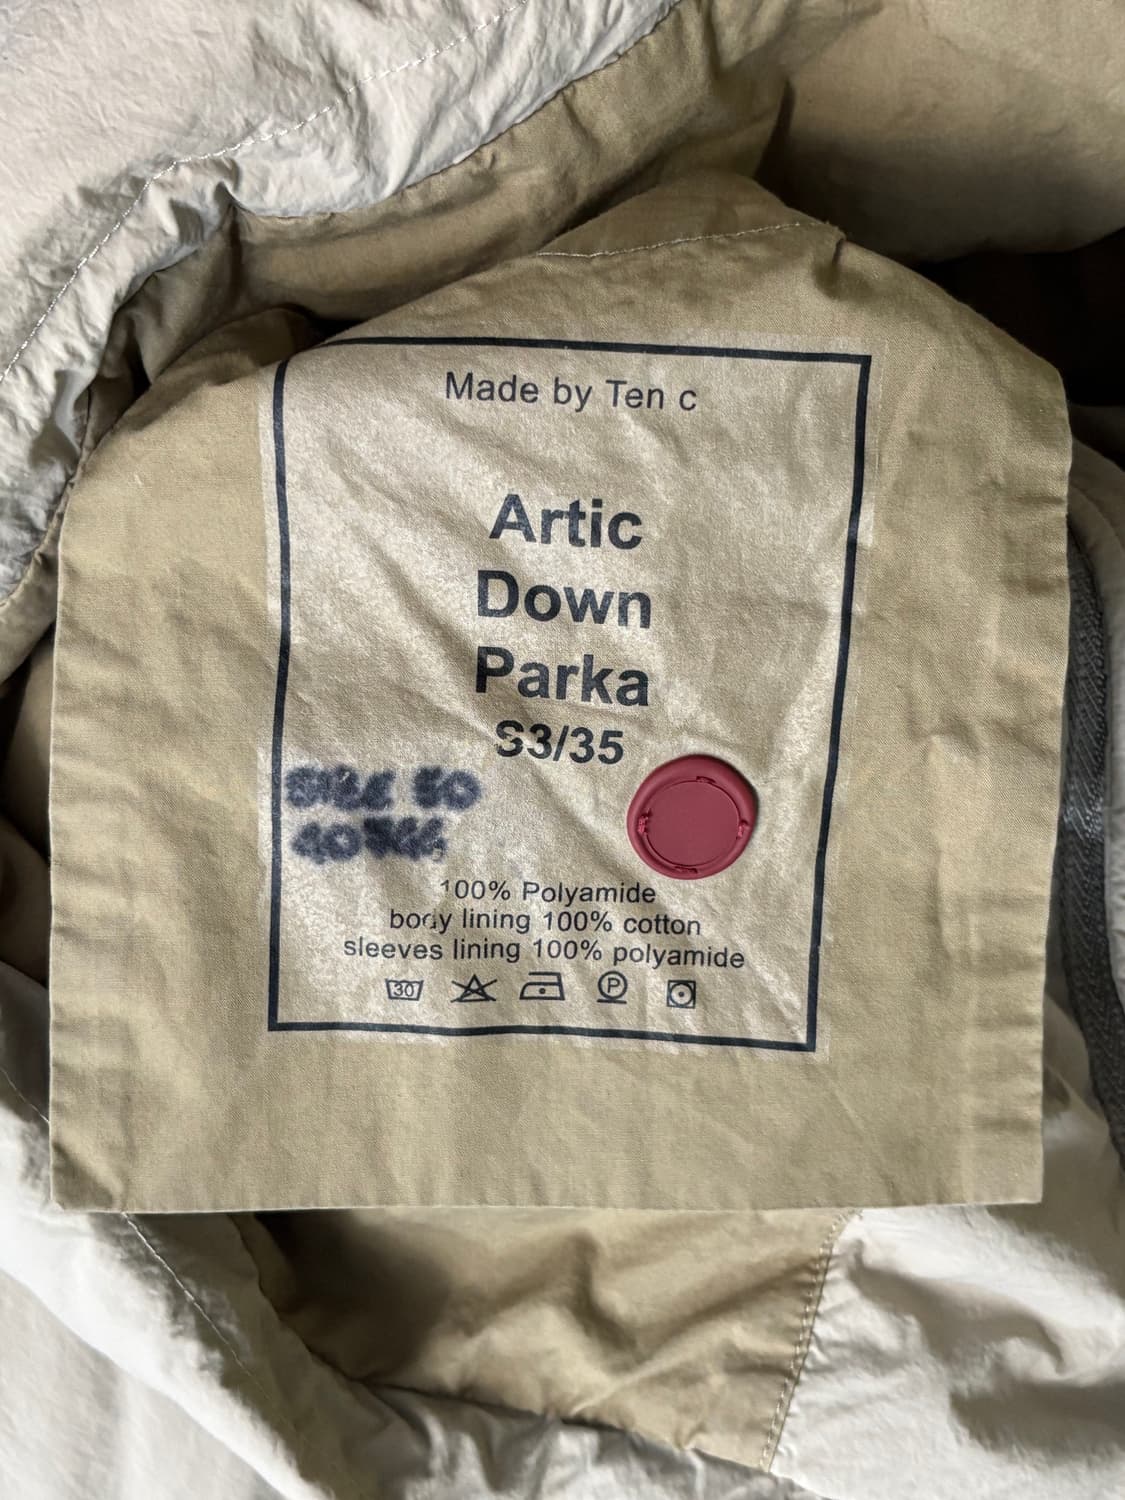 Made by Ten c
Artic
Down
Parka
S3/35
SIZE 50
100% Polyamide
body lining 100% cotton
sleeves lining 100% polyamide
30 P